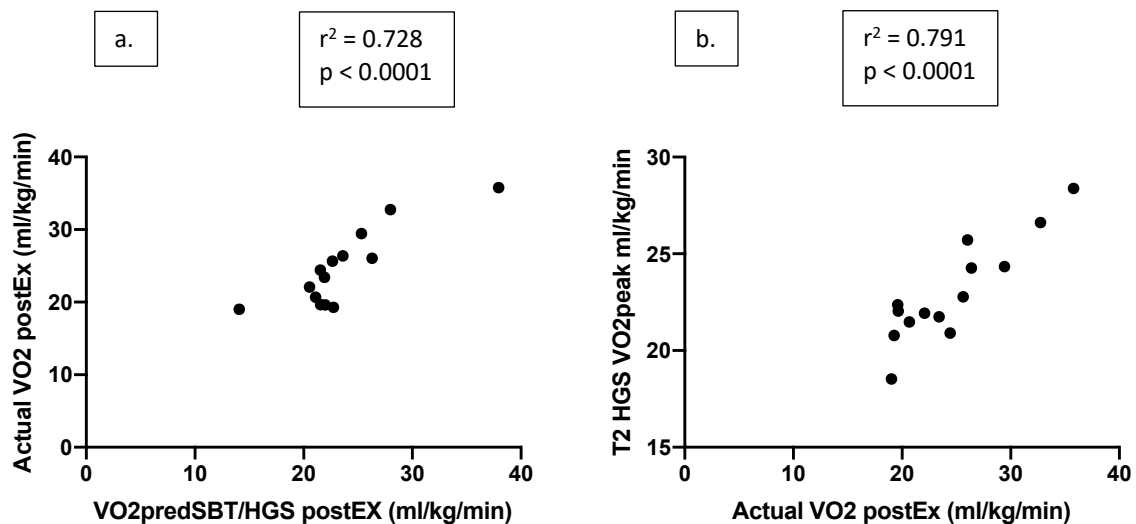 a.
r² = 0.728
p < 0.0001
Actual VO2 postEx (ml/kg/min)
40
30
20
10
0
0 10 20 30 40
VO2predSBT/HGS postEX (ml/kg/min)
b.
r² = 0.791
p < 0.0001
T2 HGS VO2peak ml/kg/min
30
25
20
15
0 10 20 30 40
Actual VO2 postEx (ml/kg/min)